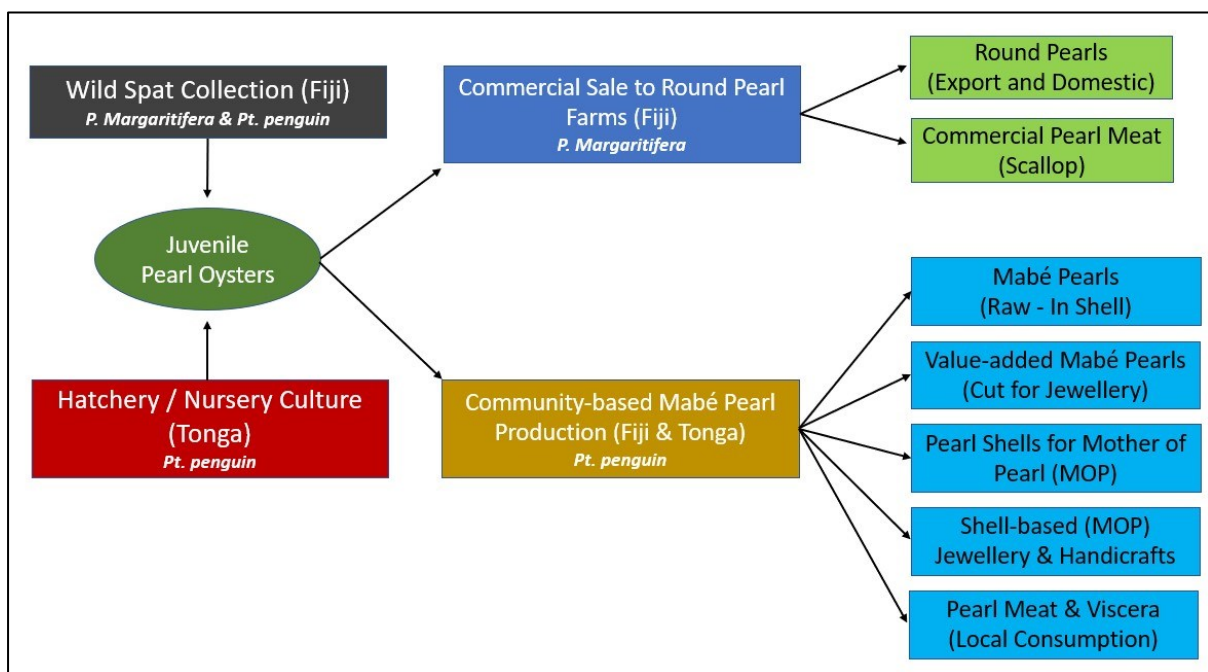 Wild Spat Collection (Fiji)
P. Margaritifera & Pt. penguin
Juvenile
Pearl Oysters
Hatchery / Nursery Culture
(Tonga)
Pt. penguin
Commercial Sale to Round Pearl
Farms (Fiji)
P. Margaritifera
Community-based Mabé Pearl
Production (Fiji & Tonga)
Pt. penguin
Round Pearls
(Export and Domestic)
Commercial Pearl Meat
(Scallop)
Mabé Pearls
(Raw - In Shell)
Value-added Mabé Pearls
(Cut for Jewellery)
Pearl Shells for Mother of
Pearl (MOP)
Shell-based (MOP)
Jewellery & Handicrafts
Pearl Meat & Viscera
(Local Consumption)